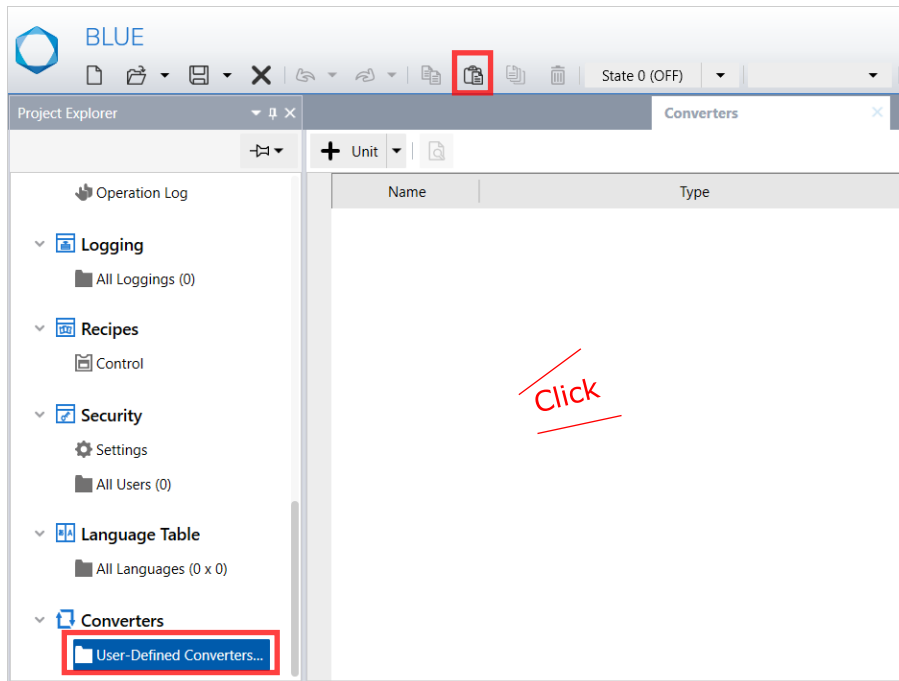 BLUE
State 0 (OFF)
Project Explorer
Converters
Unit
Name Type
Operation Log
Logging
All Loggings (0)
Recipes
Control
Click
Security
Settings
All Users (0)
Language Table
All Languages (0 x 0)
Converters
User-Defined Converters...